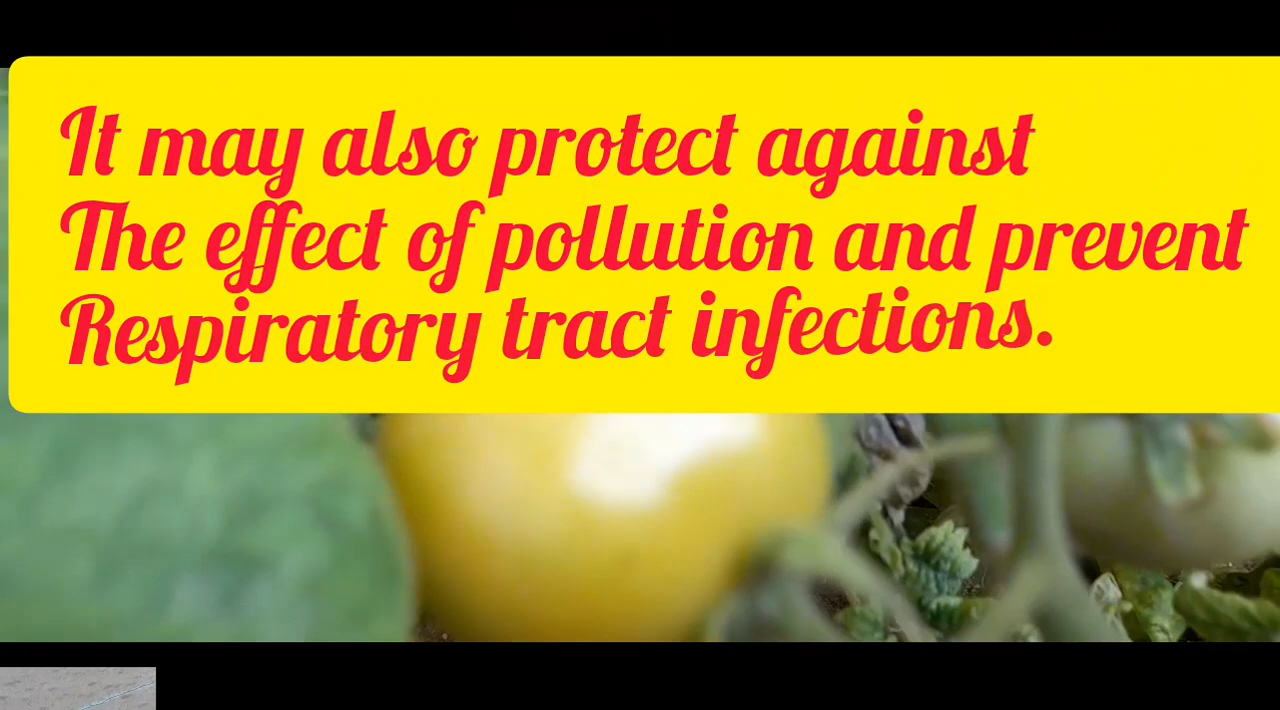 It may also protect against
The effect of pollution and prevent
Respiratory tract infections.